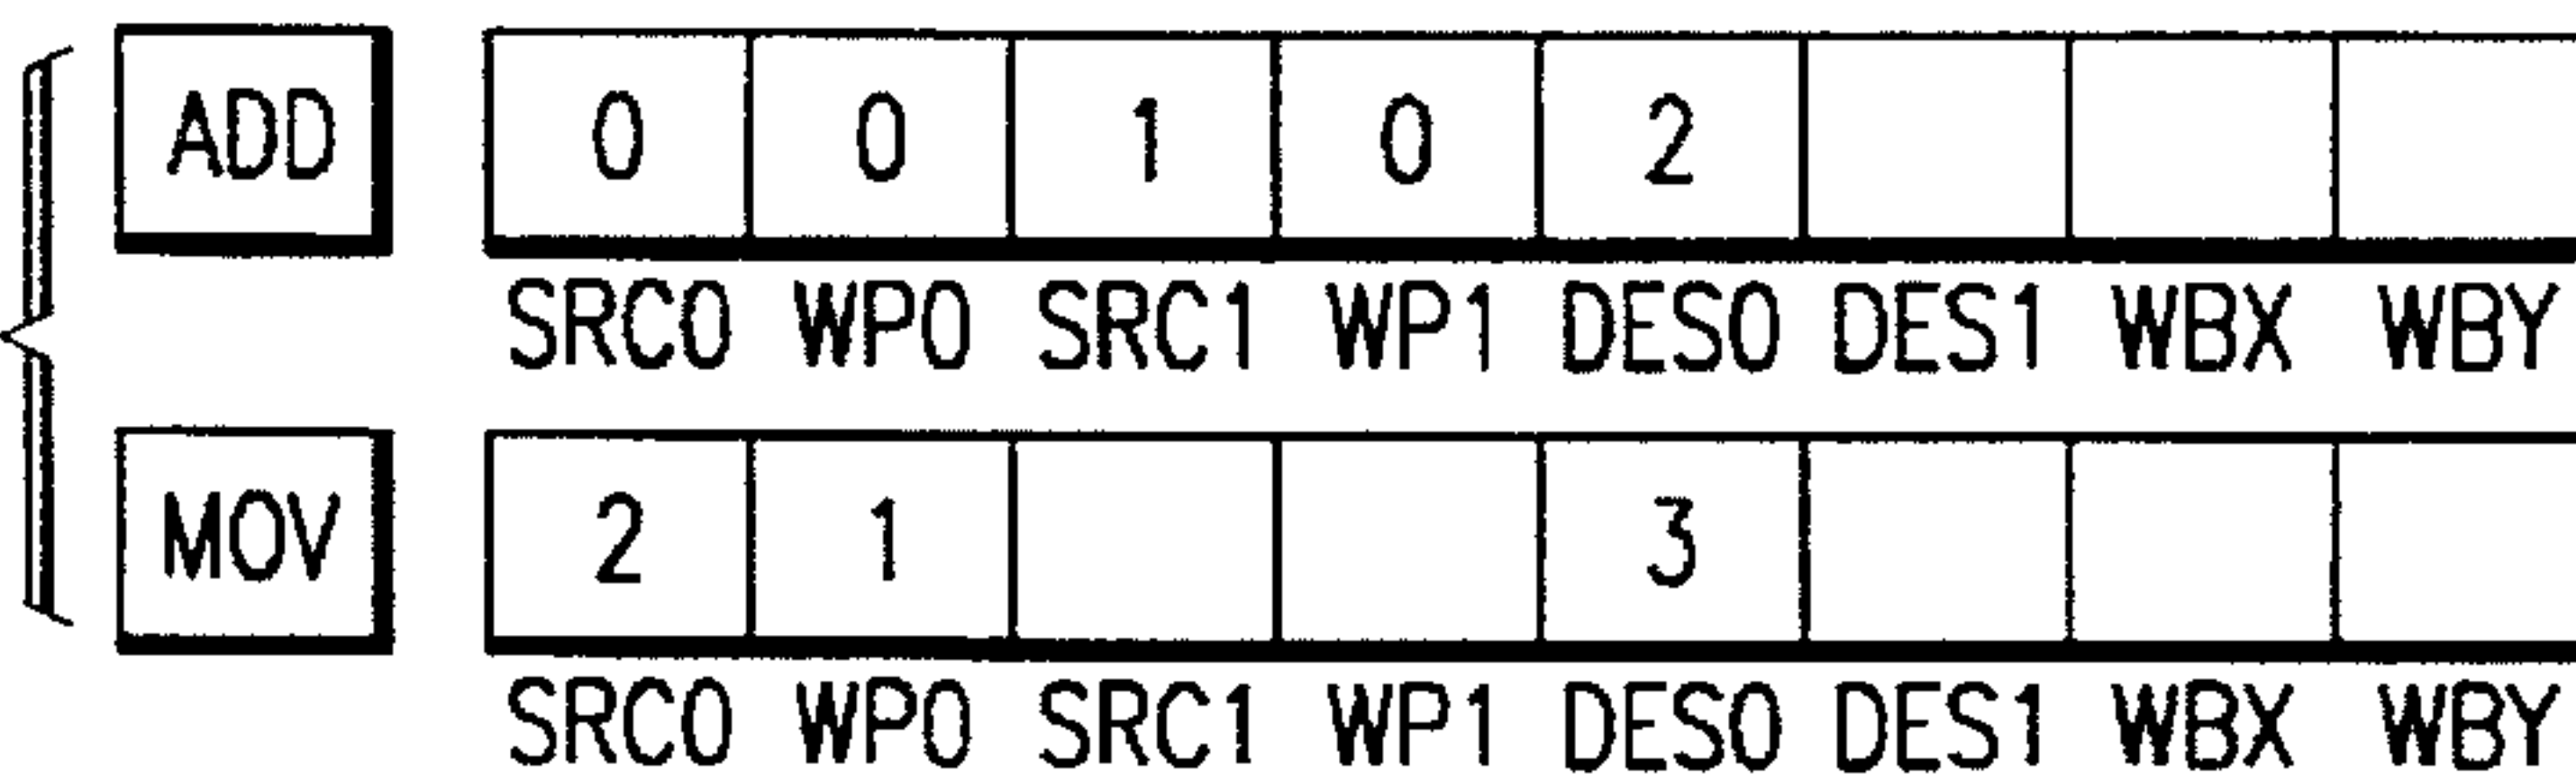 ADD 0 0 1 0 2
SRC0 WP0 SRC1 WP1 DES0 DES1 WBX WBY
MOV 2 1 3
SRC0 WP0 SRC1 WP1 DES0 DES1 WBX WBY